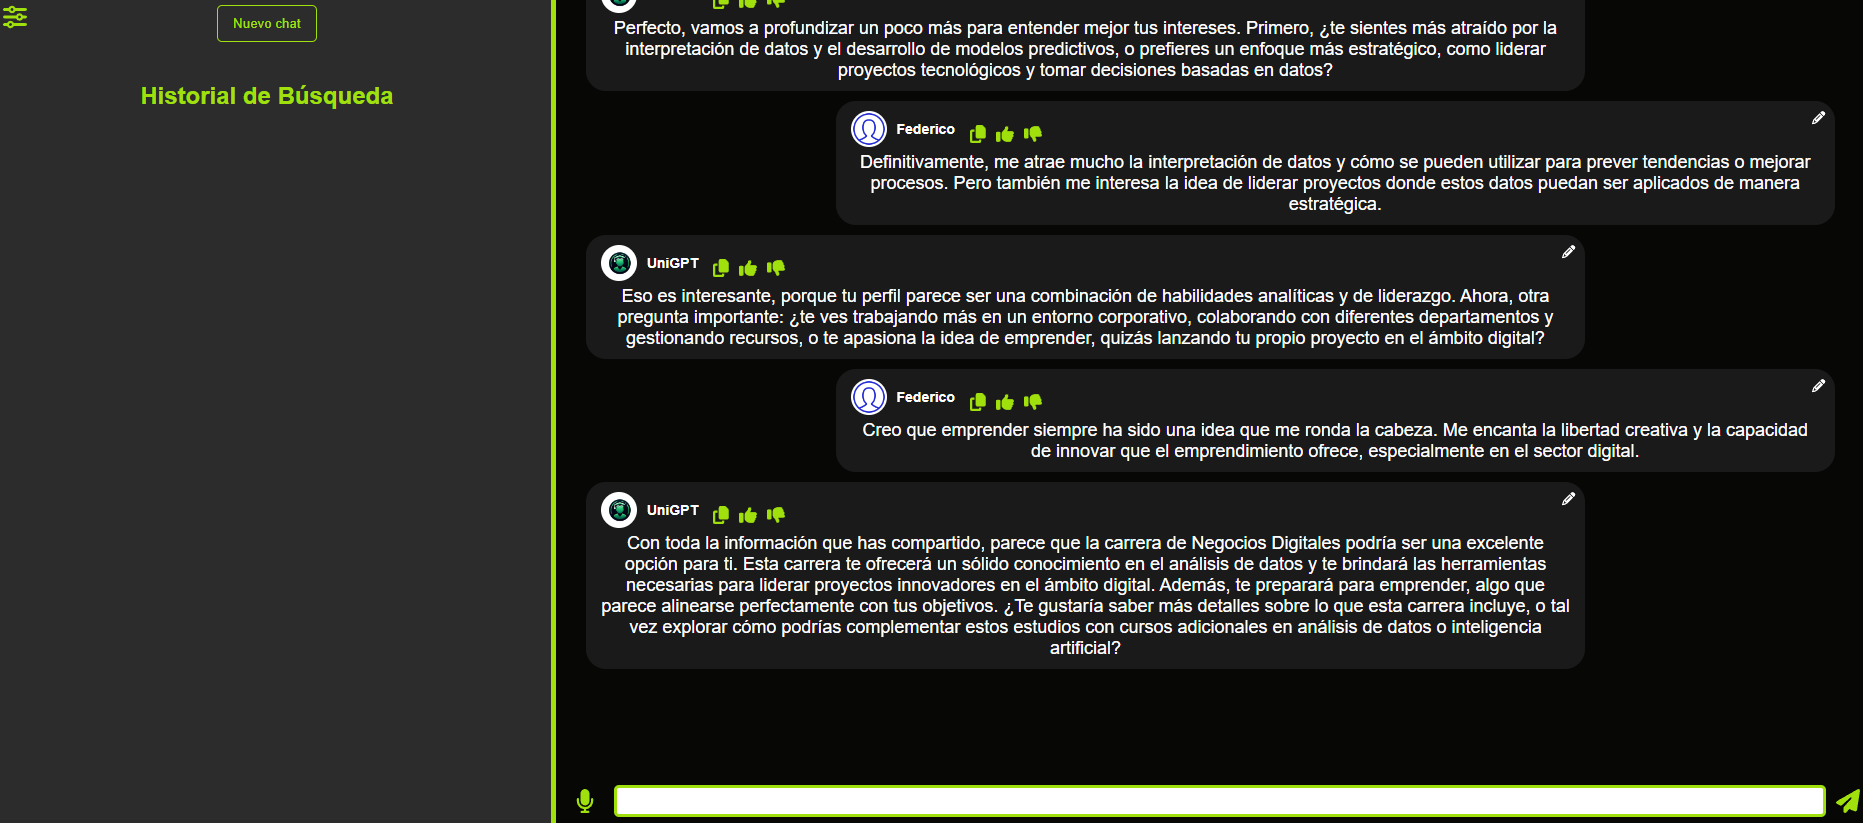 Nuevo chat
Historial de Búsqueda
Perfecto, vamos a profundizar un poco más para entender mejor tus intereses. Primero, ¿te sientes más atraído por la
interpretación de datos y el desarrollo de modelos predictivos, o prefieres un enfoque más estratégico, como liderar
proyectos tecnológicos y tomar decisiones basadas en datos?
Federico
Definitivamente, me atrae mucho la interpretación de datos y cómo se pueden utilizar para prever tendencias o mejorar
procesos. Pero también me interesa la idea de liderar proyectos donde estos datos puedan ser aplicados de manera
estratégica.
UniGPT
Eso es interesante, porque tu perfil parece ser una combinación de habilidades analíticas y de liderazgo. Ahora, otra
pregunta importante: ¿te ves trabajando más en un entorno corporativo, colaborando con diferentes departamentos y
gestionando recursos, o te apasiona la idea de emprender, quizás lanzando tu propio proyecto en el ámbito digital?
Federico
Creo que emprender siempre ha sido una idea que me ronda la cabeza. Me encanta la libertad creativa y la capacidad
de innovar que el emprendimiento ofrece, especialmente en el sector digital.
UniGPT
Con toda la información que has compartido, parece que la carrera de Negocios Digitales podría ser una excelente
opción para ti. Esta carrera te ofrecerá un sólido conocimiento en el análisis de datos y te brindará las herramientas
necesarias para liderar proyectos innovadores en el ámbito digital. Además, te preparará para emprender, algo que
parece alinearse perfectamente con tus objetivos. ¿Te gustaría saber más detalles sobre lo que esta carrera incluye, o tal
vez explorar cómo podrías complementar estos estudios con cursos adicionales en análisis de datos o inteligencia
artificial?